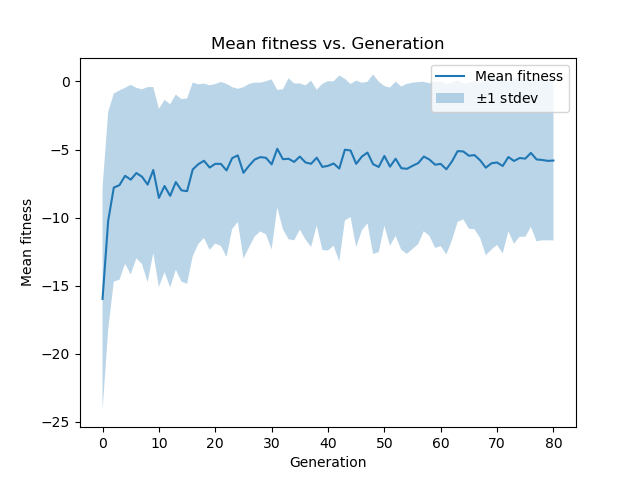 Mean fitness vs. Generation
Mean fitness
±1 stdev
0
−5
−10
−15
−20
−25
Mean fitness
0 10 20 30 40 50 60 70 80
Generation